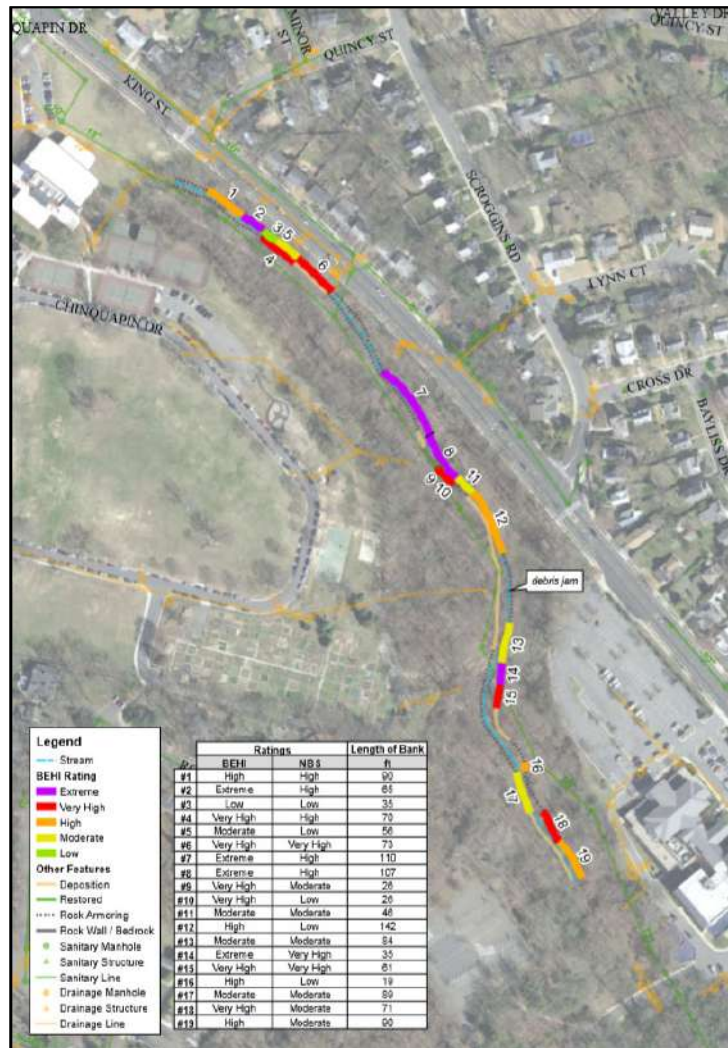 QUAPIN DR
MINOR ST
QUINCY ST
VALLEY DR
QUINCY ST
KING ST
SCROGGINS RD
LYNN CT
CHINQUAPIN DR
CROSS DR
BAYLISS DR
1
2
3-5
4
6
7
8
9
10
11
12
debris jam
13
14
15
16
17
18
19
Legend
Stream
BEHI Rating
Extreme
Very High
High
Moderate
Low
Other Features
Deposition
Restored
Rock Armoring
Rock Wall / Bedrock
Sanitary Manhole
Sanitary Structure
Sanitary Line
Drainage Manhole
Drainage Structure
Drainage Line
Ratings Length of Bank
BEHI NBS ft
#1 High High 90
#2 Extreme High 65
#3 Low Low 35
#4 Very High High 70
#5 Moderate Low 56
#6 Very High Very High 73
#7 Extreme High 110
#8 Extreme High 107
#9 Very High Moderate 26
#10 Very High Low 26
#11 Moderate Moderate 46
#12 High Low 142
#13 Moderate Moderate 84
#14 Extreme Very High 35
#15 Very High Very High 61
#16 High Low 19
#17 Moderate Moderate 89
#18 Very High Moderate 71
#19 High Moderate 90